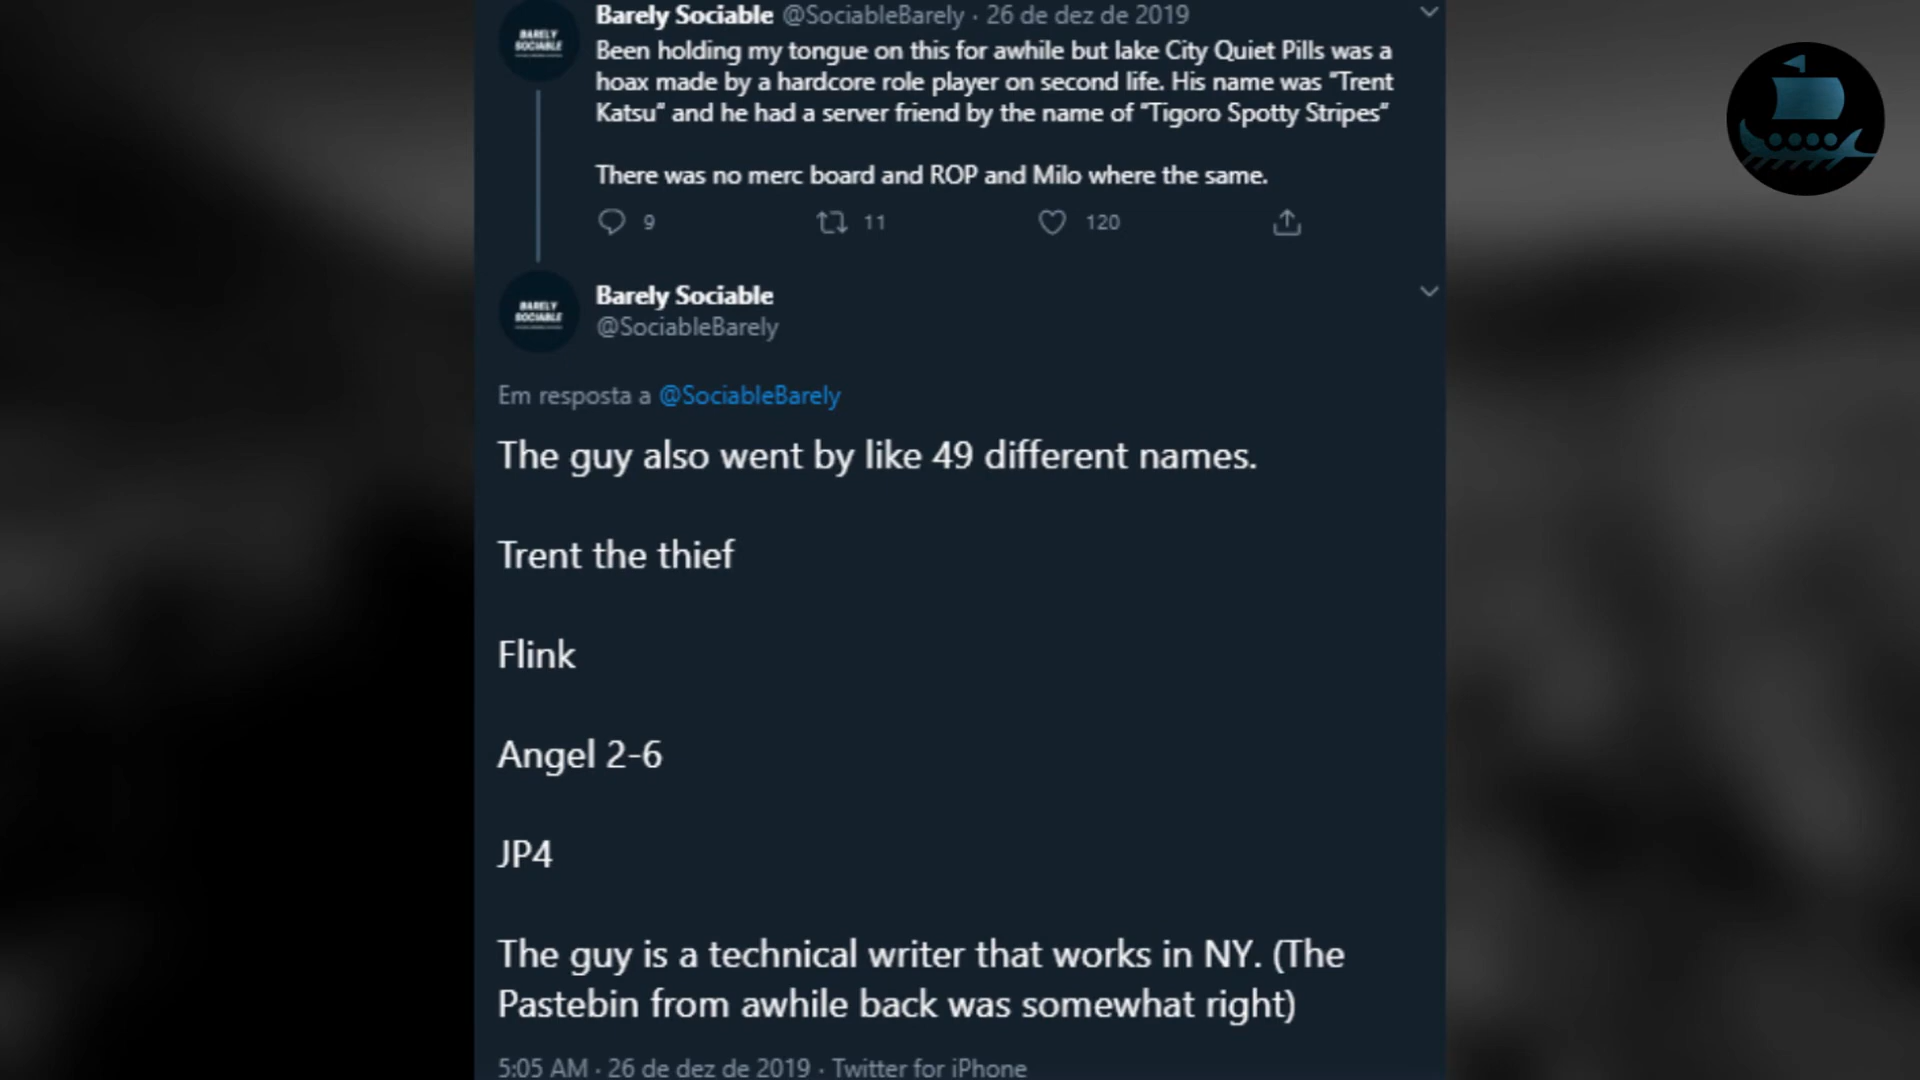 Barely Sociable @SociableBarely · 26 de dez de 2019
BARELY
SOCIABLE
Been holding my tongue on this for awhile but lake City Quiet Pills was a
hoax made by a hardcore role player on second life. His name was "Trent
Katsu" and he had a server friend by the name of "Tigoro Spotty Stripes"
There was no merc board and ROP and Milo where the same.
9 11 120
BARELY
SOCIABLE
Barely Sociable
@SociableBarely
Em resposta a @SociableBarely
The guy also went by like 49 different names.
Trent the thief
Flink
Angel 2-6
JP4
The guy is a technical writer that works in NY. (The
Pastebin from awhile back was somewhat right)
5:05 AM · 26 de dez de 2019 · Twitter for iPhone